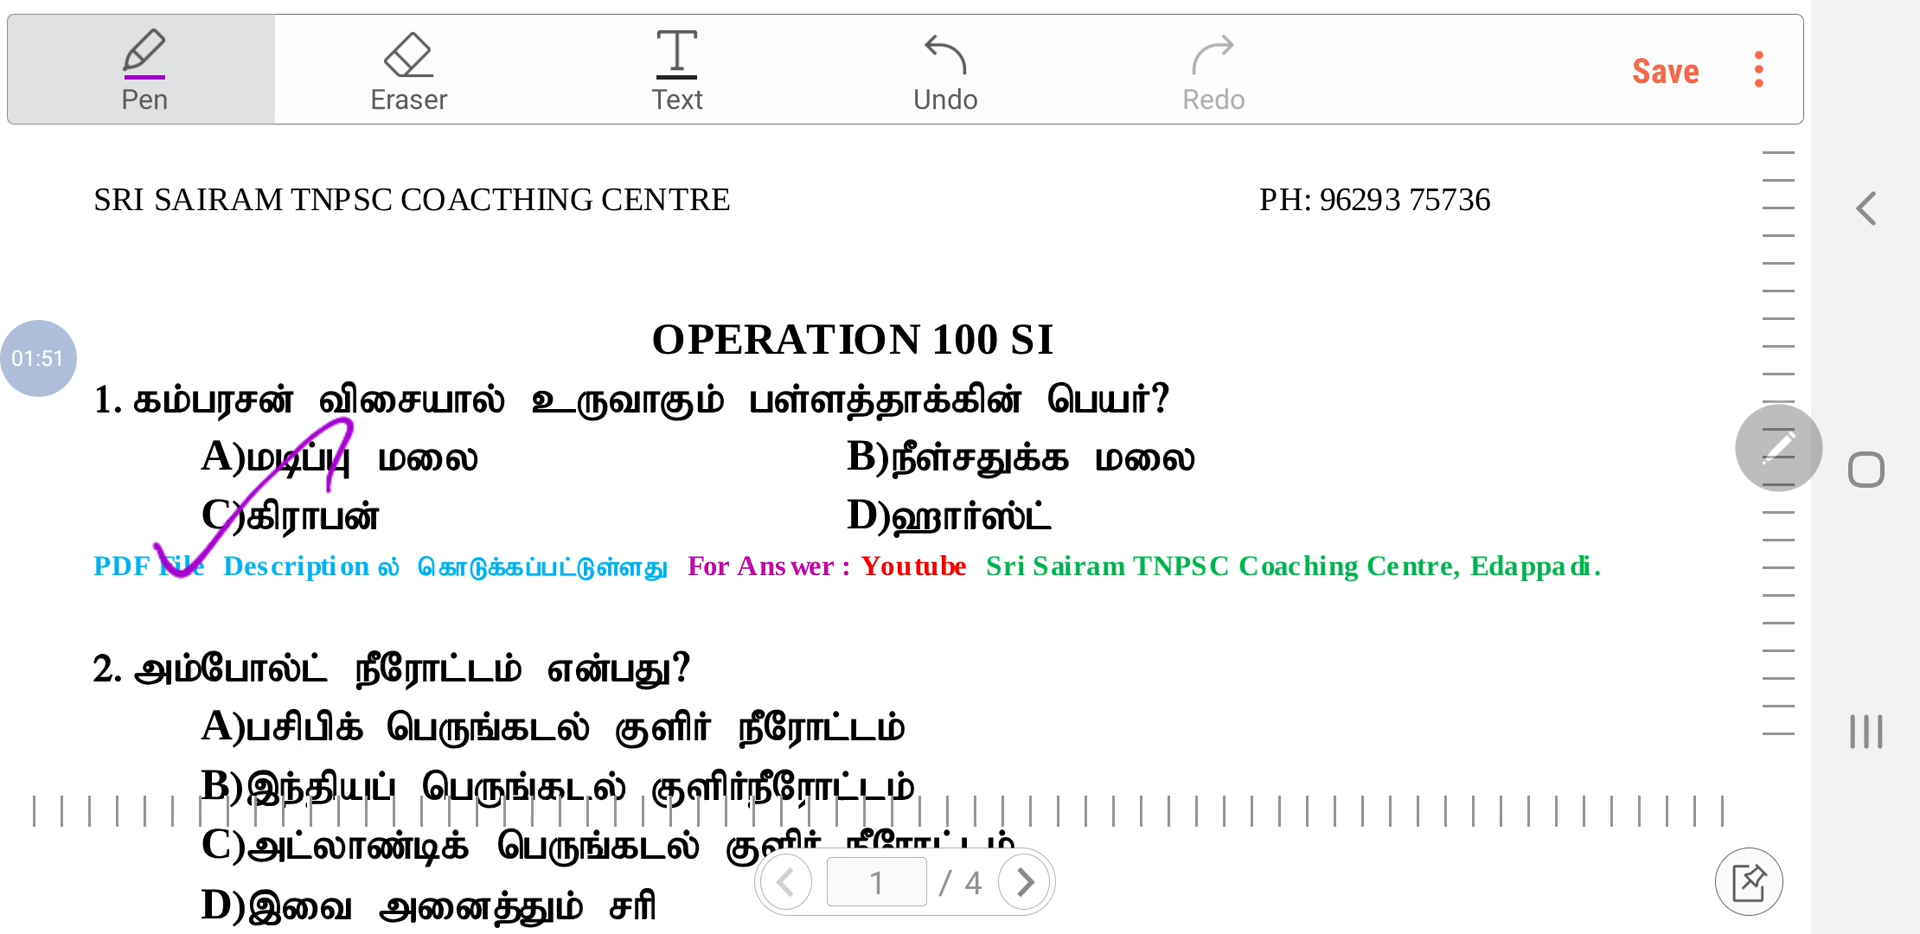 Pen Eraser Text Undo Redo Save
SRI SAIRAM TNPSC COACTHING CENTRE PH: 96293 75736
OPERATION 100 SI
01:51
1. கம்பரசன் விசையால் உருவாகும் பள்ளத்தாக்கின் பெயர்?
A)மடிப்பு மலை B)நீள்சதுக்க மலை
C)கிராபன் D)ஹார்ஸ்ட்
PDF File Description ல் கொடுக்கப்பட்டுள்ளது For Answer : Youtube Sri Sairam TNPSC Coaching Centre, Edappadi.
2. அம்போல்ட் நீரோட்டம் என்பது?
A)பசிபிக் பெருங்கடல் குளிர் நீரோட்டம்
B)இந்தியப் பெருங்கடல் குளிர்நீரோட்டம்
C)அட்லாண்டிக் பெருங்கடல் குளிர் நீரோட்டம்
1 / 4
D)இவை அனைத்தும் சரி